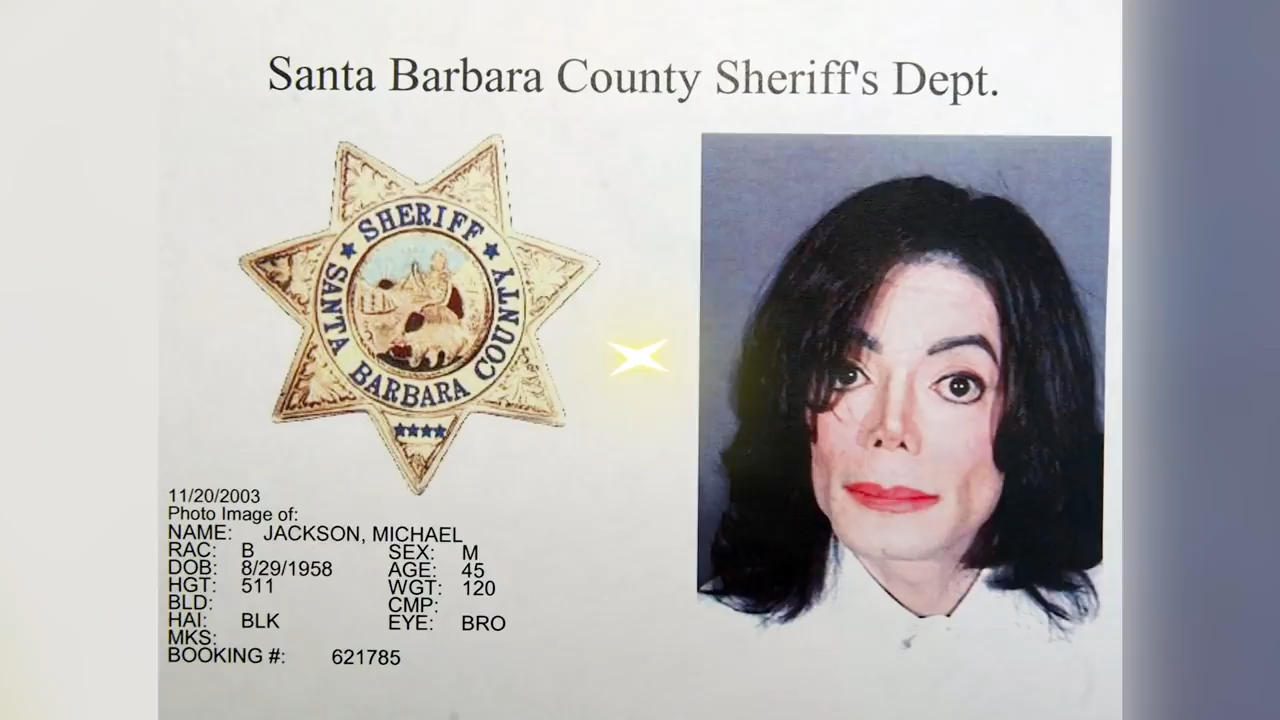 Santa Barbara County Sheriff's Dept.
SHERIFF
SANTA BARBARA COUNTY
11/20/2003
Photo Image of:
NAME: JACKSON, MICHAEL
RAC: B SEX: M
DOB: 8/29/1958 AGE: 45
HGT: 511 WGT: 120
BLD: CMP:
HAI: BLK EYE: BRO
MKS:
BOOKING #: 621785